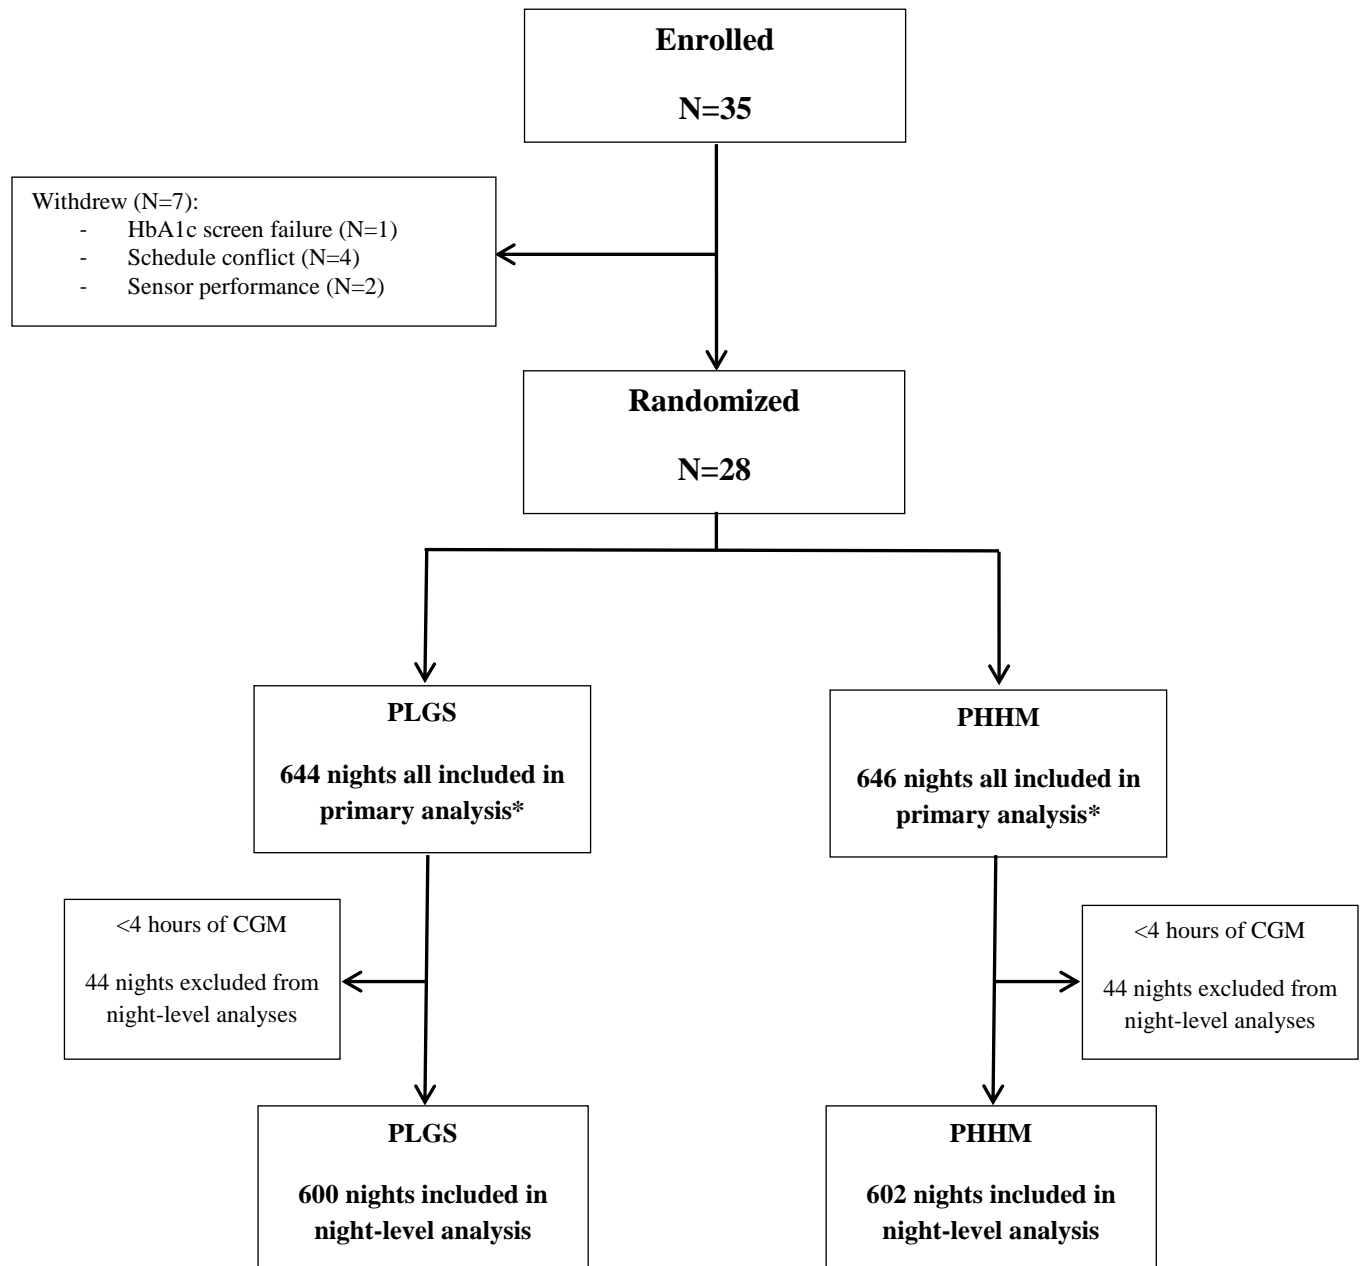 Enrolled
N=35
Withdrew (N=7):
- HbA1c screen failure (N=1)
- Schedule conflict (N=4)
- Sensor performance (N=2)
Randomized
N=28
PLGS
644 nights all included in
primary analysis*
PHHM
646 nights all included in
primary analysis*
<4 hours of CGM
44 nights excluded from
night-level analyses
<4 hours of CGM
44 nights excluded from
night-level analyses
PLGS
600 nights included in
night-level analysis
PHHM
602 nights included in
night-level analysis